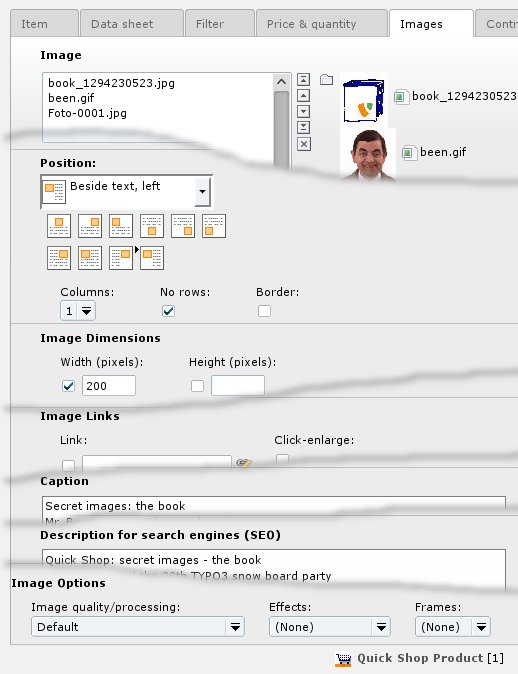 Item Data sheet Filter Price & quantity Images Contr
Image
book_1294230523.jpg
been.gif
Foto-0001.jpg
book_1294230523
been.gif
Position:
Beside text, left
Columns: No rows: Border:
1
Image Dimensions
Width (pixels): Height (pixels):
200
Image Links
Link: Click-enlarge:
Caption
Secret images: the book
Mr.
Description for search engines (SEO)
Quick Shop: secret images - the book
the 20th TYPO3 snow board party
Image Options
Image quality/processing: Effects: Frames:
Default (None) (None)
Quick Shop Product [1]